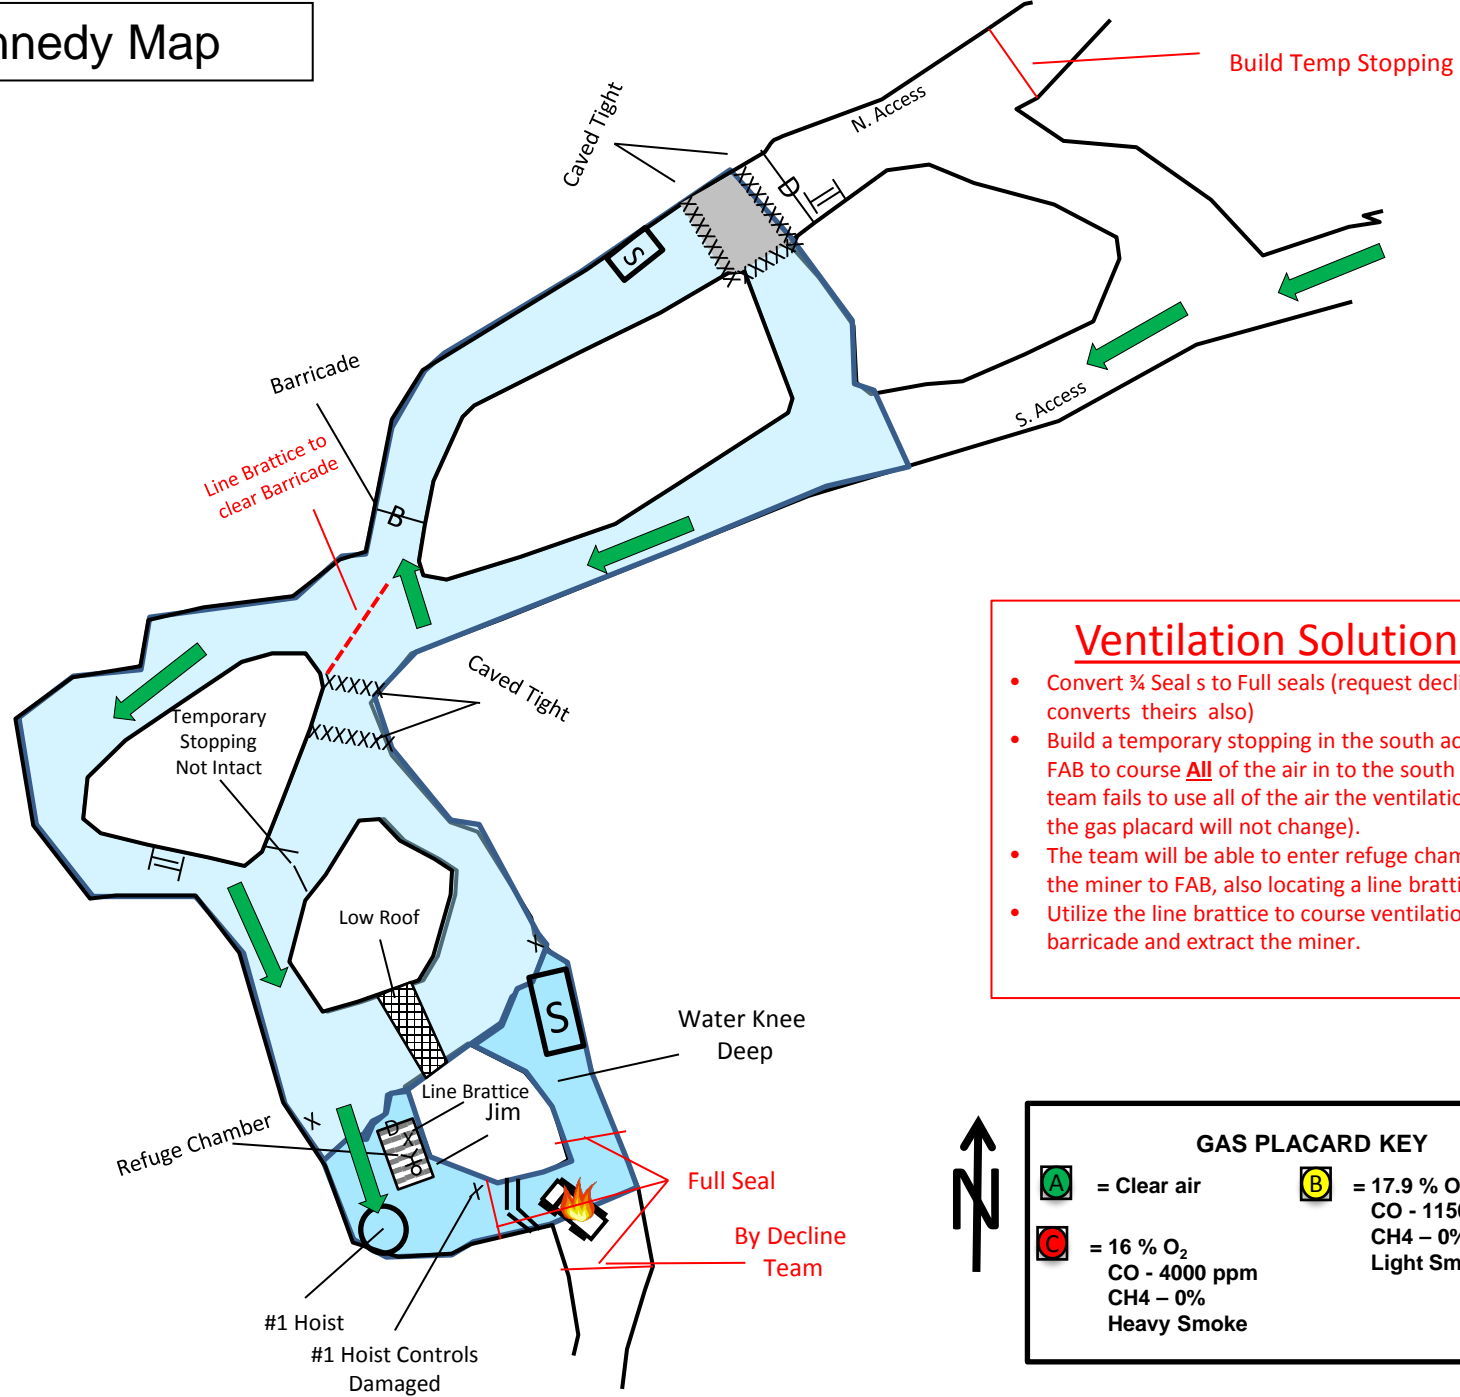 nnedy Map
Build Temp Stopping
N. Access
Caved Tight
D
S
Barricade
S. Access
Line Brattice to
clear Barricade
B
Caved Tight
XXXXX
XXXXXXX
Temporary
Stopping
Not Intact
Ventilation Solution
• Convert ¾ Seal s to Full seals (request decli
converts theirs also)
• Build a temporary stopping in the south ac
FAB to course All of the air in to the south
team fails to use all of the air the ventilatio
the gas placard will not change).
• The team will be able to enter refuge cham
the miner to FAB, also locating a line bratti
• Utilize the line brattice to course ventilatio
barricade and extract the miner.
Low Roof
X
S
Water Knee
Deep
Line Brattice
Jim
X
D
X
Refuge Chamber
X
Full Seal
By Decline
Team
#1 Hoist
#1 Hoist Controls
Damaged
N
GAS PLACARD KEY
A = Clear air
B = 17.9 % O
CO - 115
CH4 – 0%
Light Sm
C = 16 % O₂
CO - 4000 ppm
CH4 – 0%
Heavy Smoke